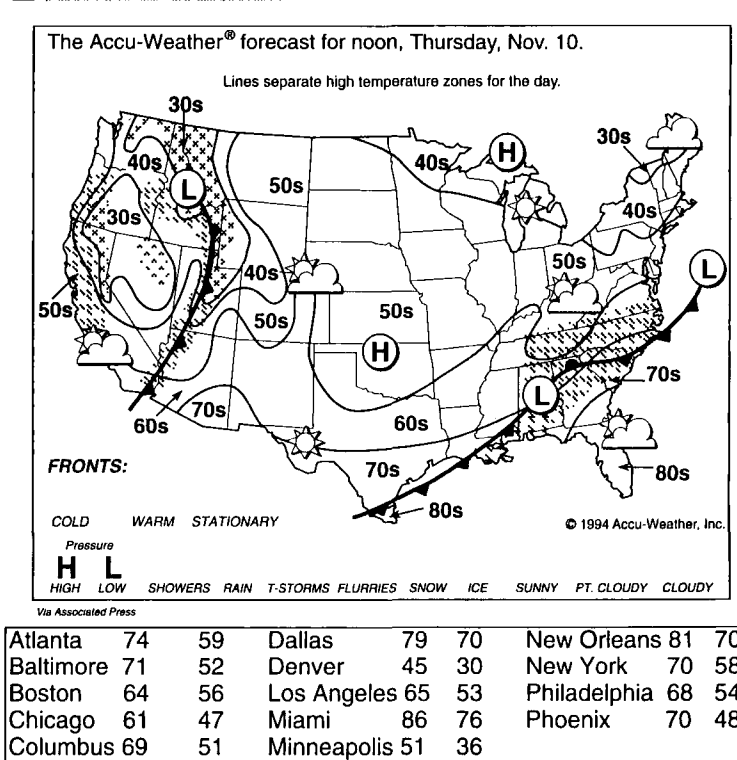 The Accu-Weather® forecast for noon, Thursday, Nov. 10.
Lines separate high temperature zones for the day.
30s
40s
H
30s
L
50s
40s
30s
40s
50s
L
40s
50s
50s
50s
H
70s
L
60s
70s
60s
70s
80s
80s
FRONTS:
COLD WARM STATIONARY
© 1994 Accu-Weather, Inc.
Pressure
H L
HIGH LOW SHOWERS RAIN T-STORMS FLURRIES SNOW ICE SUNNY PT. CLOUDY CLOUDY
Via Associated Press
Atlanta 74 59 Dallas 79 70 New Orleans 81 70
Baltimore 71 52 Denver 45 30 New York 70 58
Boston 64 56 Los Angeles 65 53 Philadelphia 68 54
Chicago 61 47 Miami 86 76 Phoenix 70 48
Columbus 69 51 Minneapolis 51 36